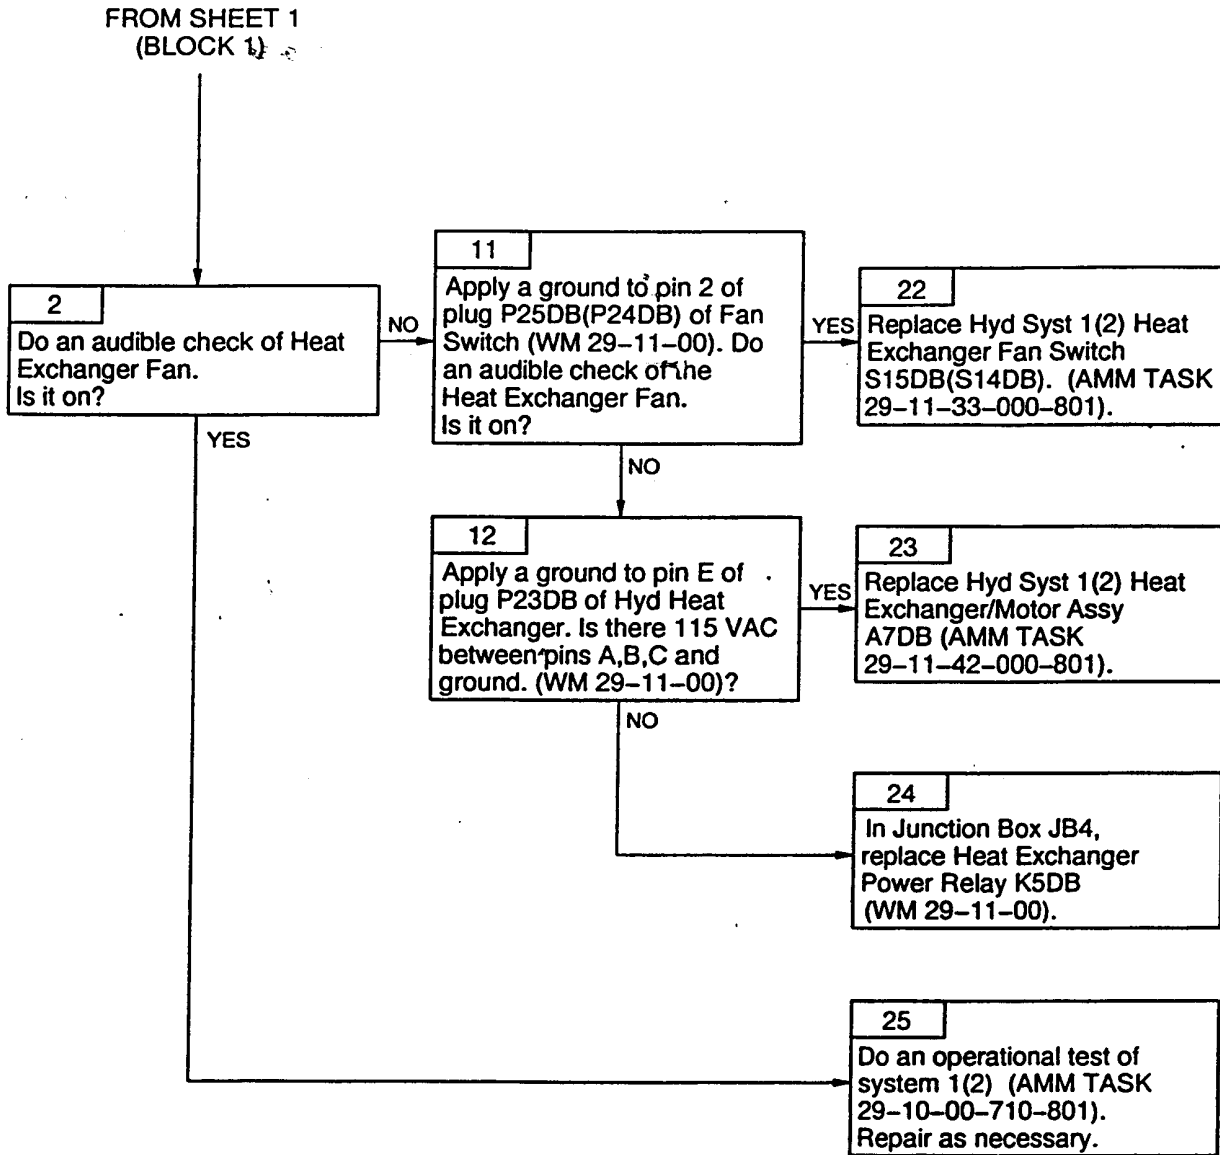 FROM SHEET 1
(BLOCK 1)
2
Do an audible check of Heat
Exchanger Fan.
Is it on?
NO
YES
11
Apply a ground to pin 2 of
plug P25DB(P24DB) of Fan
Switch (WM 29–11–00). Do
an audible check of the
Heat Exchanger Fan.
Is it on?
YES
NO
22
Replace Hyd Syst 1(2) Heat
Exchanger Fan Switch
S15DB(S14DB). (AMM TASK
29–11–33–000–801).
12
Apply a ground to pin E of
plug P23DB of Hyd Heat
Exchanger. Is there 115 VAC
between pins A,B,C and
ground. (WM 29–11–00)?
YES
NO
23
Replace Hyd Syst 1(2) Heat
Exchanger/Motor Assy
A7DB (AMM TASK
29–11–42–000–801).
24
In Junction Box JB4,
replace Heat Exchanger
Power Relay K5DB
(WM 29–11–00).
25
Do an operational test of
system 1(2) (AMM TASK
29–10–00–710–801).
Repair as necessary.